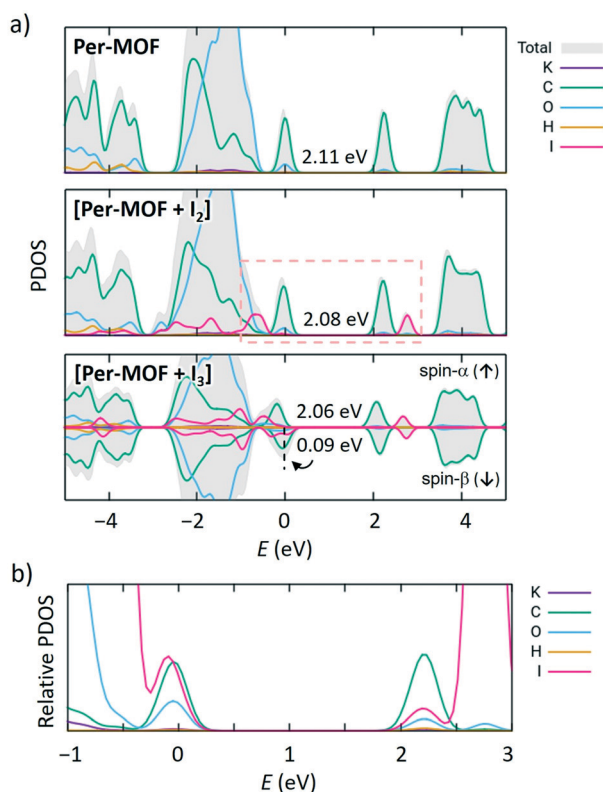 a)
Per-MOF
2.11 eV
Total
K
C
O
H
I
[Per-MOF + I₂]
2.08 eV
PDOS
[Per-MOF + I₃]
spin-α (↑)
2.06 eV
0.09 eV
spin-β (↓)
−4 −2 0 2 4
E (eV)
b)
Relative PDOS
K
C
O
H
I
−1 0 1 2 3
E (eV)